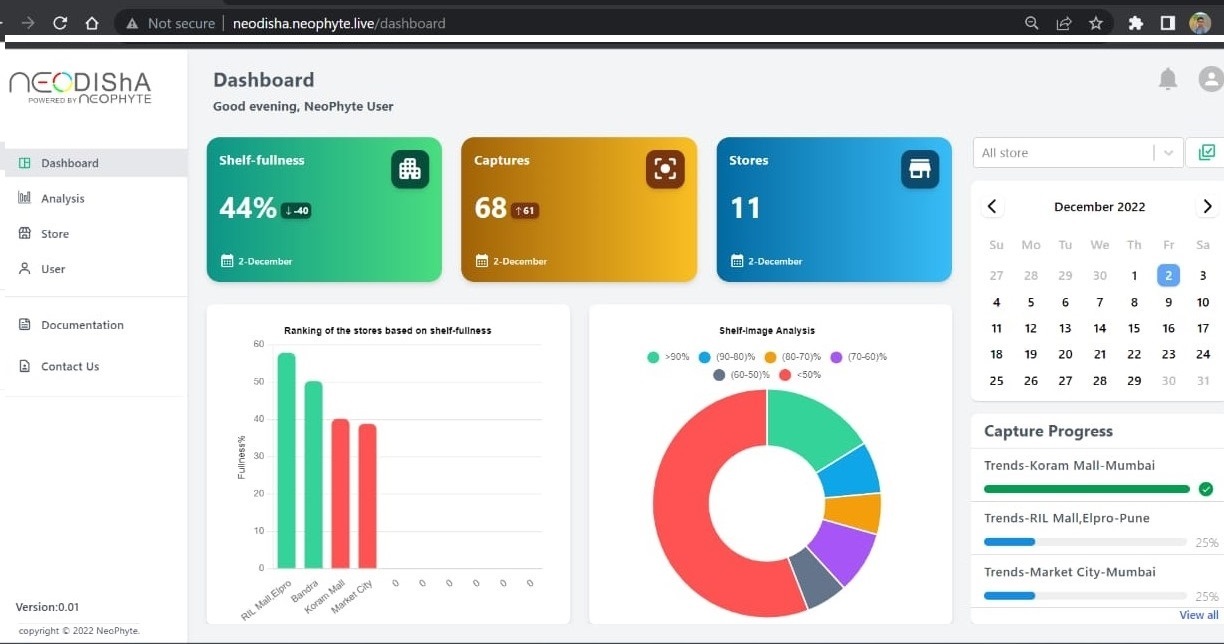 Not secure neodisha.neophyte.live/dashboard
NEODIShA
POWERED BY NEOPHYTE
Dashboard
Analysis
Store
User
Documentation
Contact Us
Version:0.01
copyright © 2022 NeoPhyte.
Dashboard
Good evening, NeoPhyte User
Shelf-fullness
44% ↓-40
2-December
Captures
68 ↑61
2-December
Stores
11
2-December
Ranking of the stores based on shelf-fullness
Fullness%
60
50
40
30
20
10
0
RIL Mall,Elpro
Bandra
Koram Mall
Market City
0 0 0 0 0 0
Shelf-Image Analysis
>90% (90-80)% (80-70)% (70-60)%
(60-50)% <50%
All store
December 2022
Su Mo Tu We Th Fr Sa
27 28 29 30 1 2 3
4 5 6 7 8 9 10
11 12 13 14 15 16 17
18 19 20 21 22 23 24
25 26 27 28 29 30 31
Capture Progress
Trends-Koram Mall-Mumbai
Trends-RIL Mall,Elpro-Pune
25%
Trends-Market City-Mumbai
25%
View all